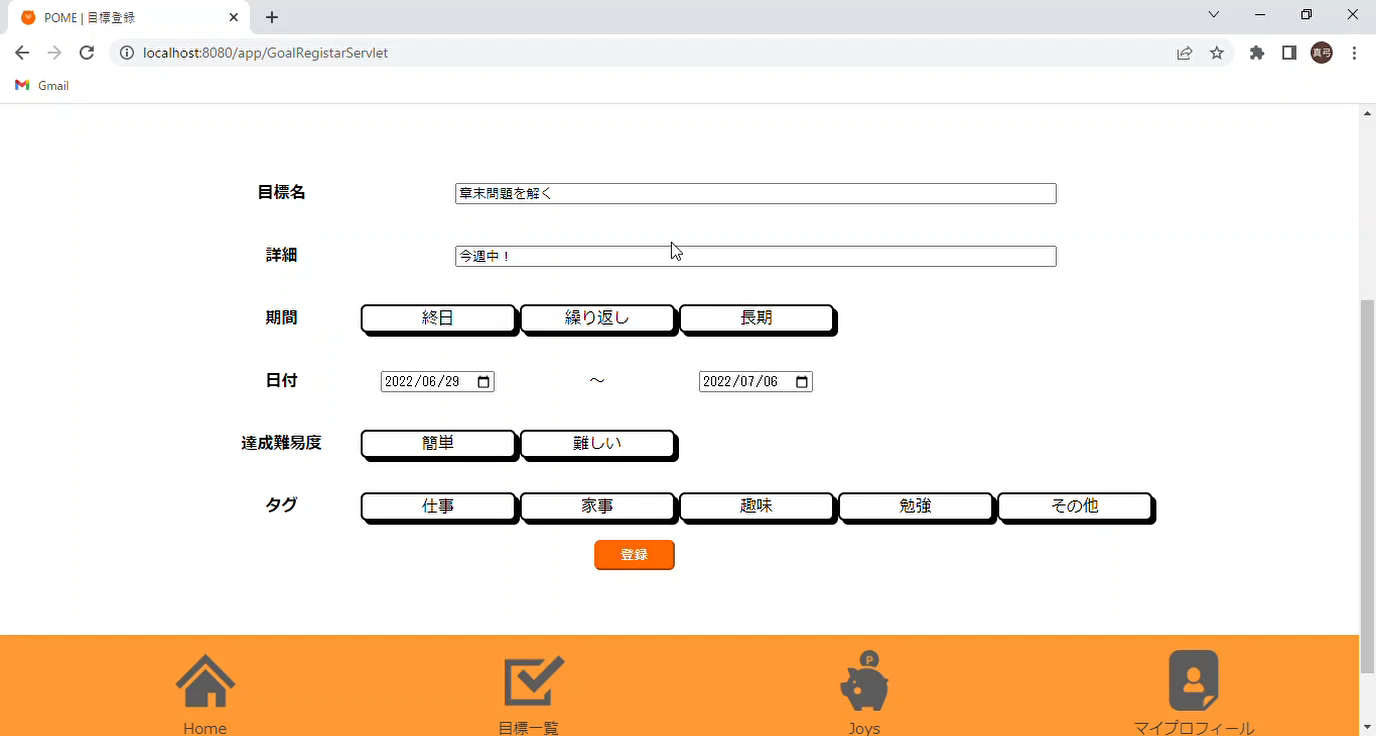 POME | 目標登録
localhost:8080/app/GoalRegistarServlet
真弓
Gmail
目標名 章末問題を解く
詳細 今週中！
期間 終日 繰り返し 長期
日付 2022/06/29 ～ 2022/07/06
達成難易度 簡単 難しい
タグ 仕事 家事 趣味 勉強 その他
登録
P
Home 目標一覧 Joys マイプロフィール